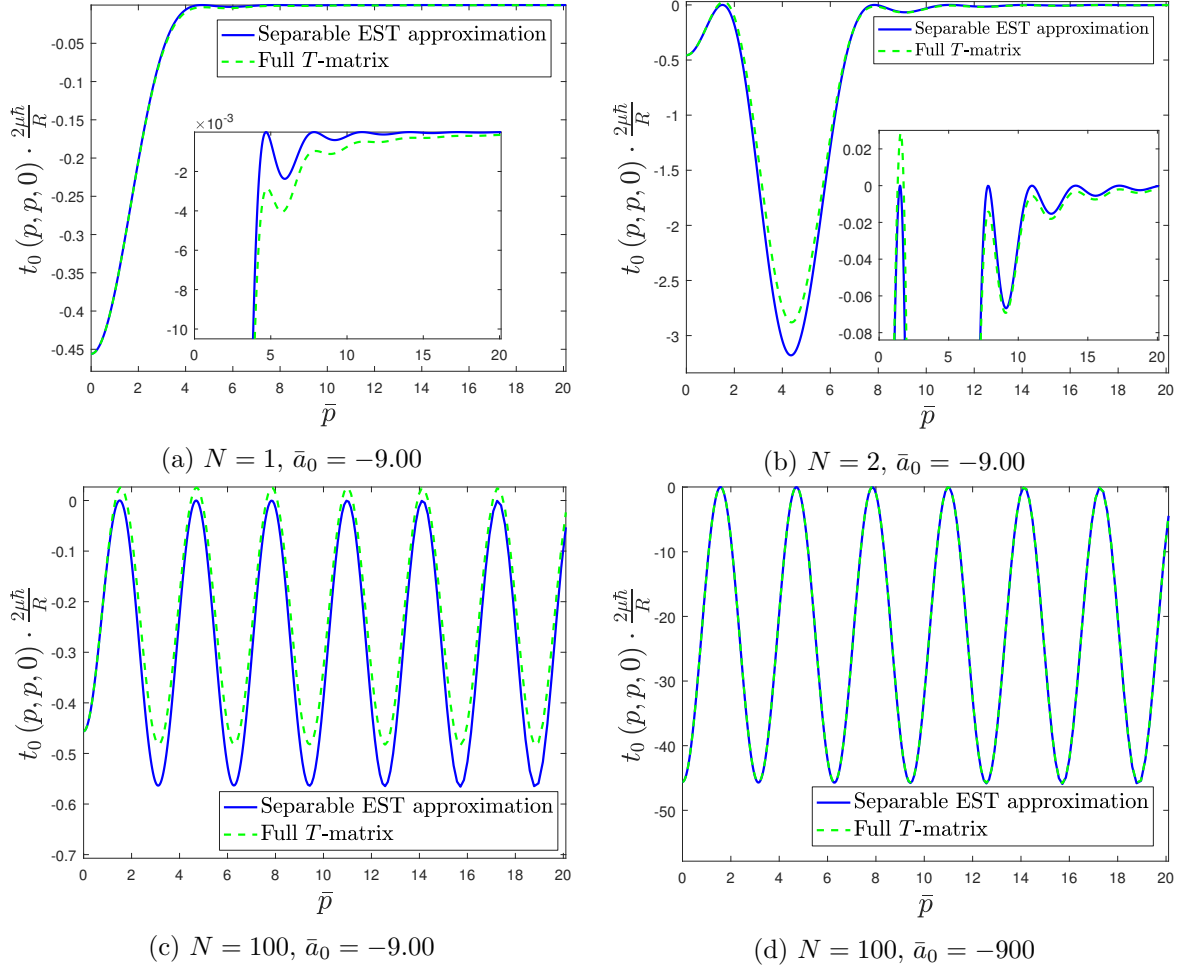 -0.05
-0.1
-0.15
-0.2
-0.25
-0.3
-0.35
-0.4
-0.45
t₀ (p, p, 0) · 2μℏ/R
Separable EST approximation
Full T-matrix
×10⁻³
-2
-4
-6
-8
-10
0 5 10 15 20
0 2 4 6 8 10 12 14 16 18 20
p̄
(a) N = 1, ā₀ = −9.00
0
-0.5
-1
-1.5
-2
-2.5
-3
t₀ (p, p, 0) · 2μℏ/R
Separable EST approximation
Full T-matrix
0.02
0
-0.02
-0.04
-0.06
-0.08
0 5 10 15 20
0 2 4 6 8 10 12 14 16 18 20
p̄
(b) N = 2, ā₀ = −9.00
0
-0.1
-0.2
-0.3
-0.4
-0.5
-0.6
-0.7
t₀ (p, p, 0) · 2μℏ/R
Separable EST approximation
Full T-matrix
0 2 4 6 8 10 12 14 16 18 20
p̄
(c) N = 100, ā₀ = −9.00
0
-10
-20
-30
-40
-50
t₀ (p, p, 0) · 2μℏ/R
Separable EST approximation
Full T-matrix
0 2 4 6 8 10 12 14 16 18 20
p̄
(d) N = 100, ā₀ = −900